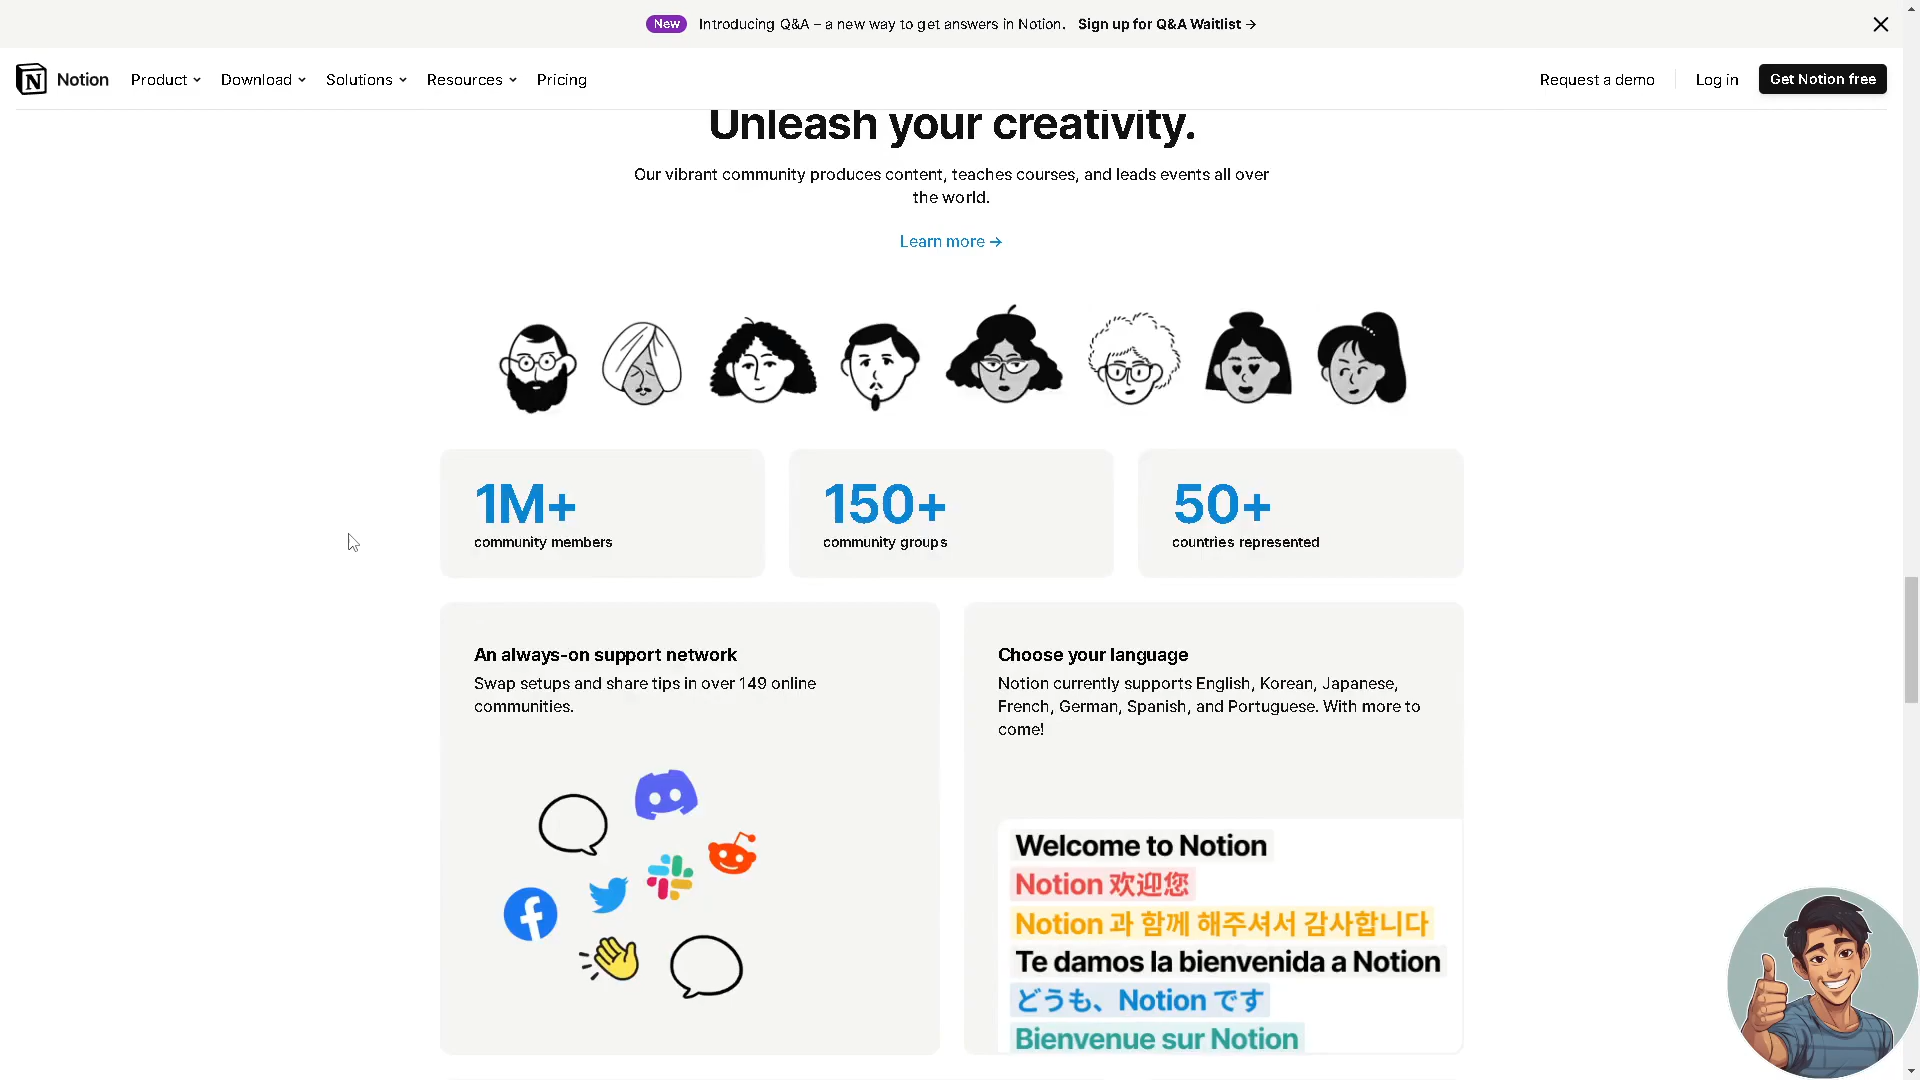 New Introducing Q&A – a new way to get answers in Notion. Sign up for Q&A Waitlist →
Notion Product Download Solutions Resources Pricing Request a demo Log in Get Notion free
Unleash your creativity.
Our vibrant community produces content, teaches courses, and leads events all over
the world.
Learn more →
1M+
community members
150+
community groups
50+
countries represented
An always-on support network
Swap setups and share tips in over 149 online
communities.
Choose your language
Notion currently supports English, Korean, Japanese,
French, German, Spanish, and Portuguese. With more to
come!
Welcome to Notion
Notion 欢迎您
Notion 과 함께 해주셔서 감사합니다
Te damos la bienvenida a Notion
どうも、Notion です
Bienvenue sur Notion